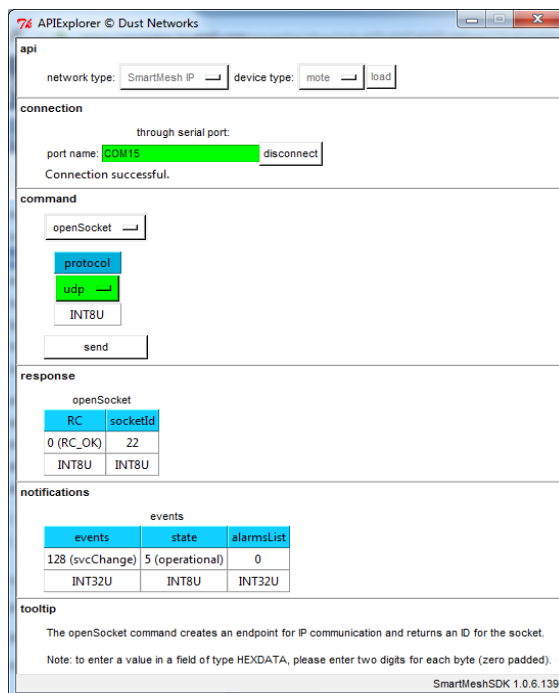 APIExplorer © Dust Networks
api
network type: SmartMesh IP device type: mote load
connection
through serial port:
port name: COM15 disconnect
Connection successful.
command
openSocket
protocol
udp
INT8U
send
response
openSocket
RC socketId
0 (RC_OK) 22
INT8U INT8U
notifications
events
events state alarmsList
128 (svcChange) 5 (operational) 0
INT32U INT8U INT32U
tooltip
The openSocket command creates an endpoint for IP communication and returns an ID for the socket.
Note: to enter a value in a field of type HEXDATA, please enter two digits for each byte (zero padded).
SmartMeshSDK 1.0.6.139